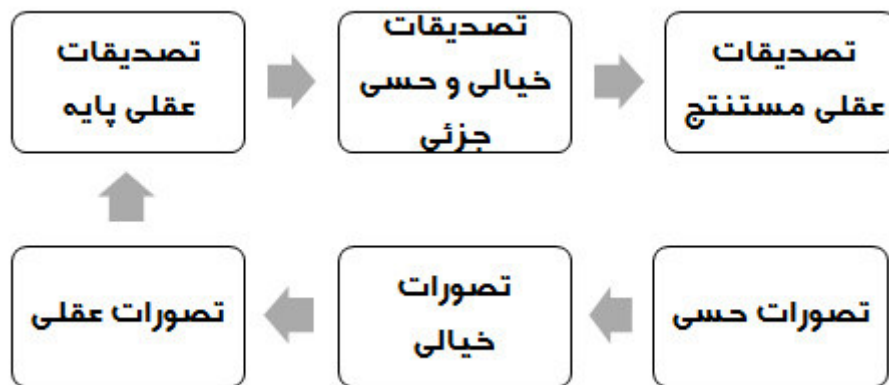 تصدیقات
عقلی پایه
تصدیقات
خیالی و حسی
جزئی
تصدیقات
عقلی مستنتج
تصورات عقلی
تصورات
خیالی
تصورات حسی